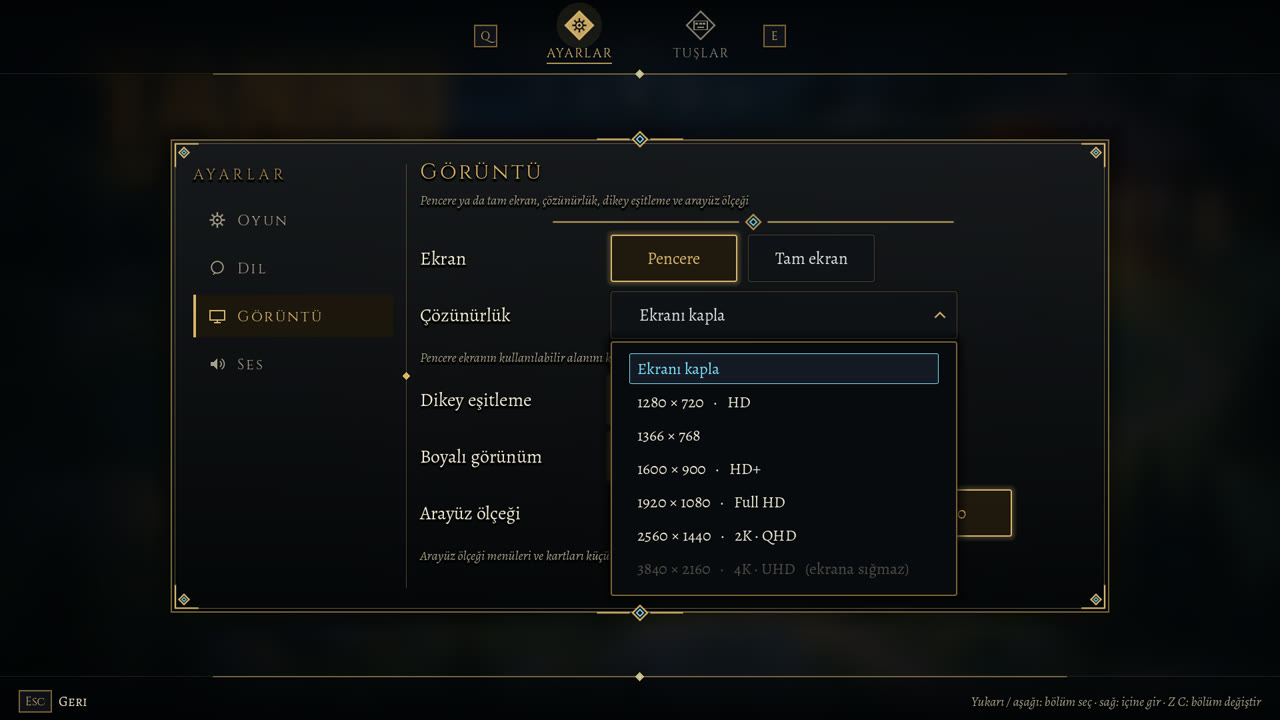 Q
AYARLAR
TUŞLAR
E
AYARLAR
Oyun
Dil
Görüntü
Ses
Görüntü
Pencere ya da tam ekran, çözünürlük, dikey eşitleme ve arayüz ölçeği
Ekran
Pencere
Tam ekran
Çözünürlük
Ekranı kapla
Pencere ekranın kullanılabilir alanını
Ekranı kapla
1280 × 720 · HD
1366 × 768
1600 × 900 · HD+
1920 × 1080 · Full HD
2560 × 1440 · 2K · QHD
3840 × 2160 · 4K · UHD (ekrana sığmaz)
Dikey eşitleme
Boyalı görünüm
Arayüz ölçeği
Arayüz ölçeği menüleri ve kartları
Esc Geri
Yukarı / aşağı: bölüm seç · sağ: içine gir · Z C: bölüm değiştir